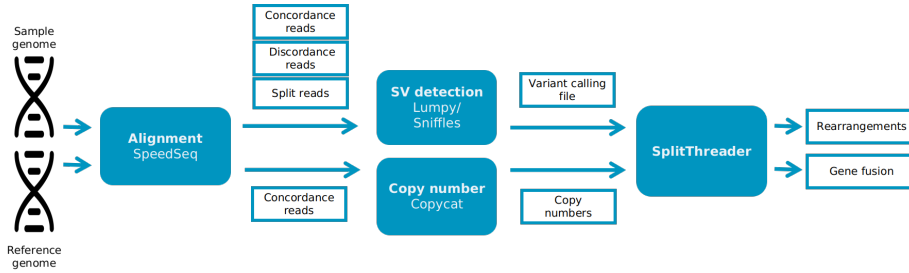 Sample
genome
Reference
genome
Alignment
SpeedSeq
Concordance
reads
Discordance
reads
Split reads
Concordance
reads
SV detection
Lumpy/
Sniffles
Copy number
Copycat
Variant calling
file
Copy
numbers
SplitThreader
Rearrangements
Gene fusion